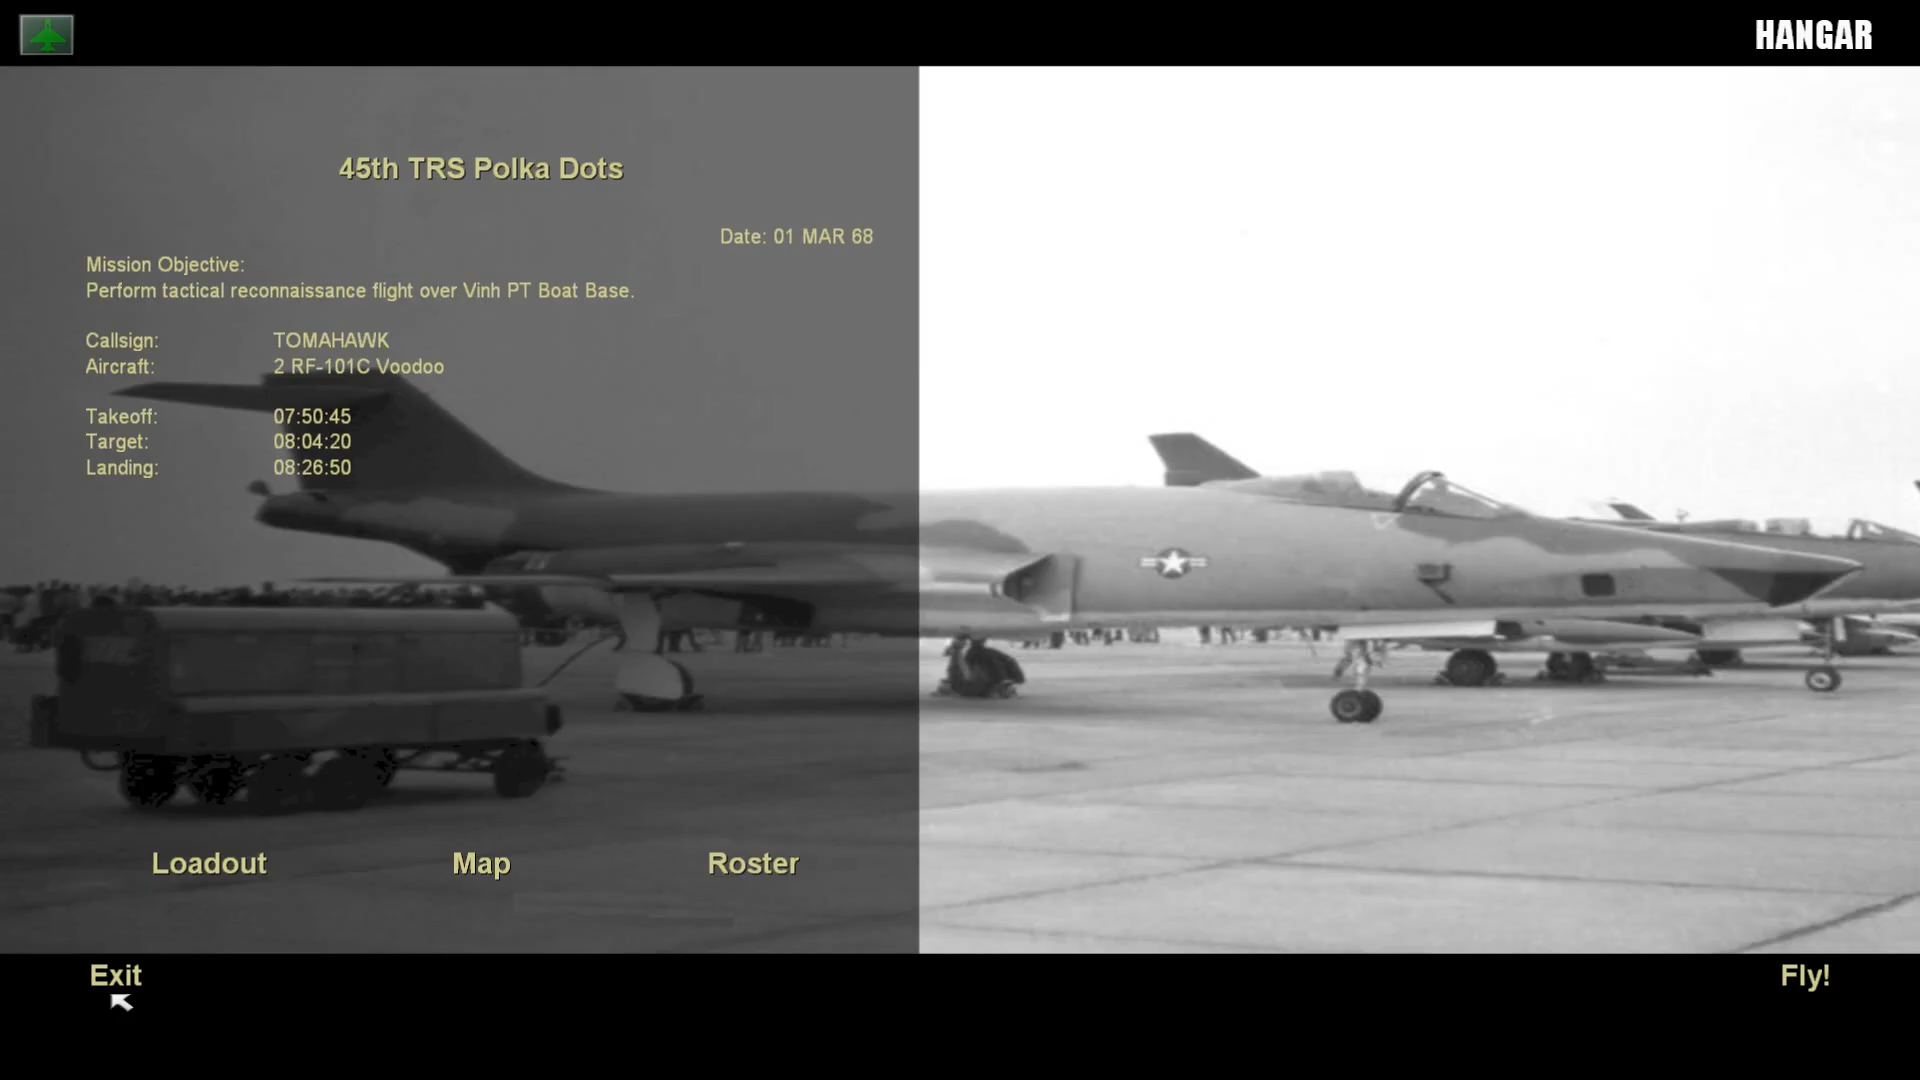 HANGAR
45th TRS Polka Dots
Date: 01 MAR 68
Mission Objective:
Perform tactical reconnaissance flight over Vinh PT Boat Base.
Callsign: TOMAHAWK
Aircraft: 2 RF-101C Voodoo
Takeoff: 07:50:45
Target: 08:04:20
Landing: 08:26:50
Loadout Map Roster
Exit Fly!